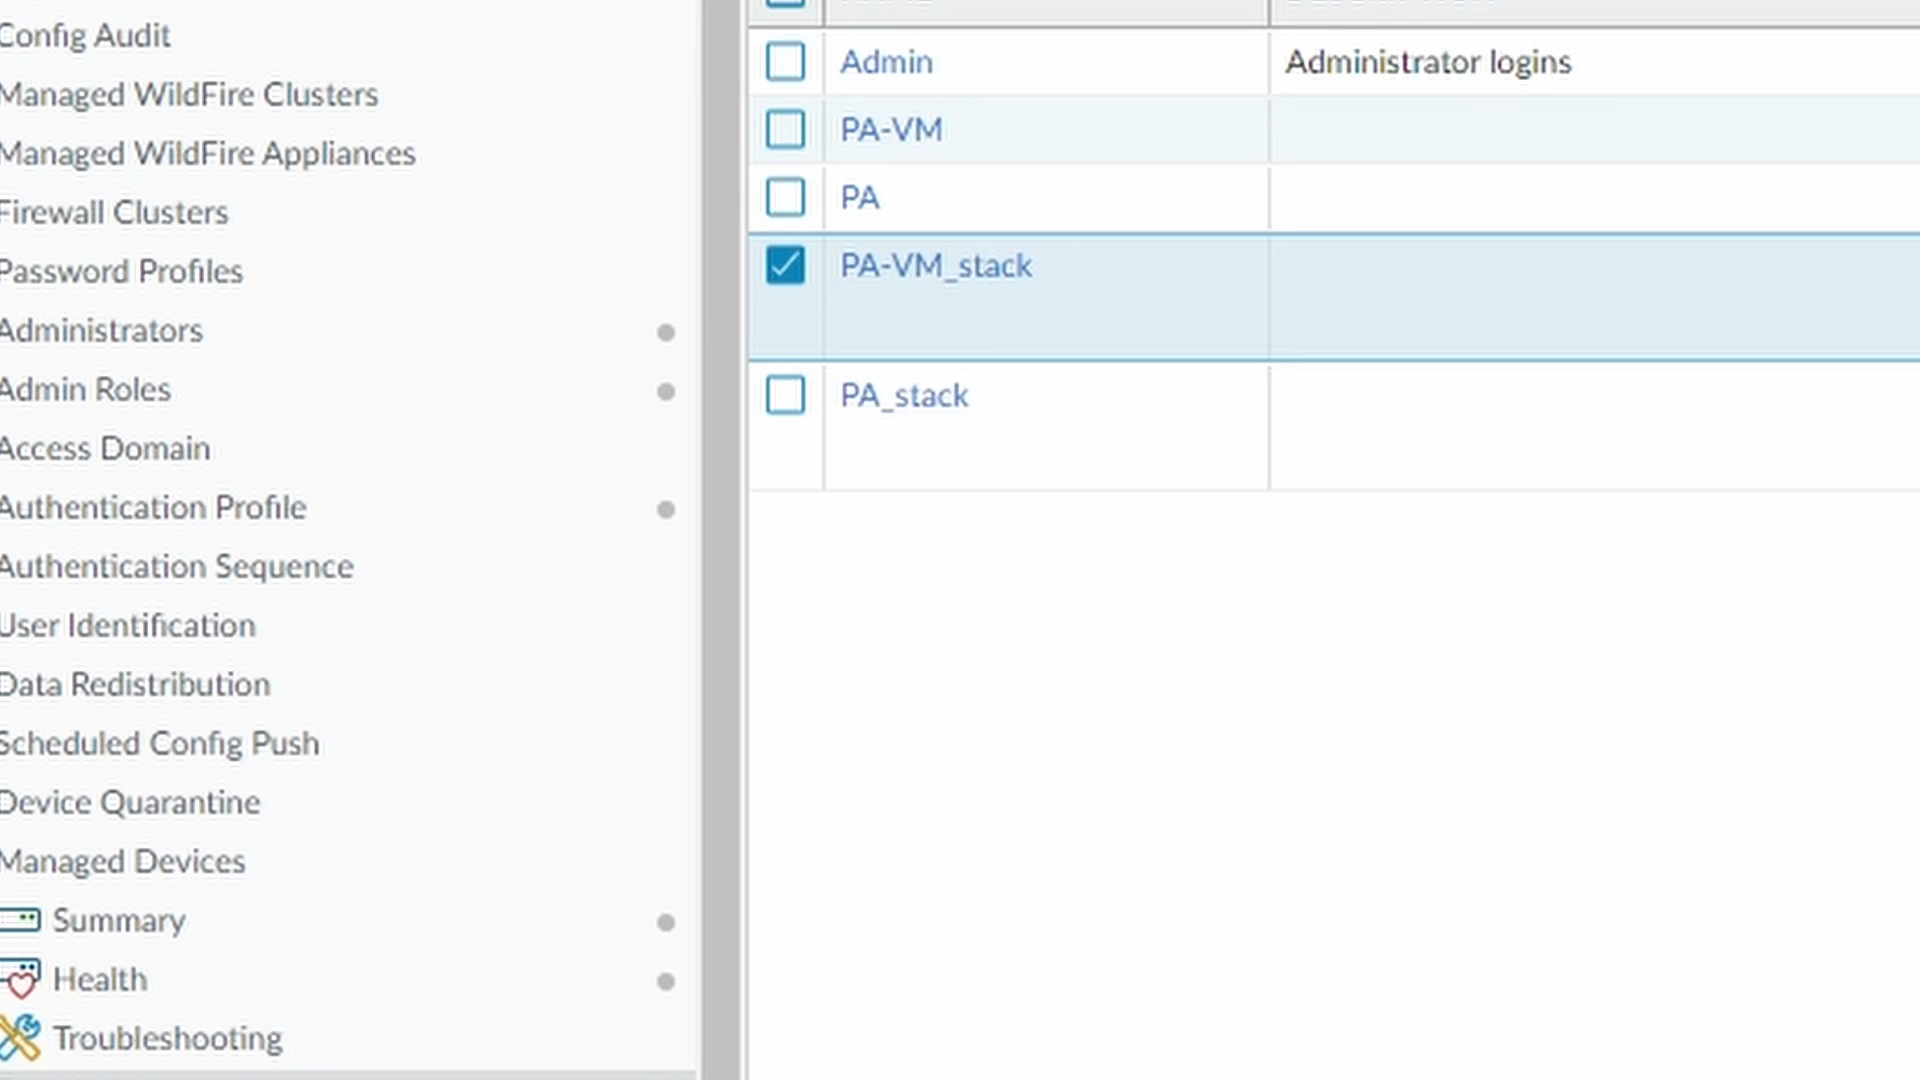 Config Audit
Managed WildFire Clusters
Managed WildFire Appliances
Firewall Clusters
Password Profiles
Administrators
Admin Roles
Access Domain
Authentication Profile
Authentication Sequence
User Identification
Data Redistribution
Scheduled Config Push
Device Quarantine
Managed Devices
Summary
Health
Troubleshooting
Admin Administrator logins
PA-VM
PA
PA-VM_stack
PA_stack